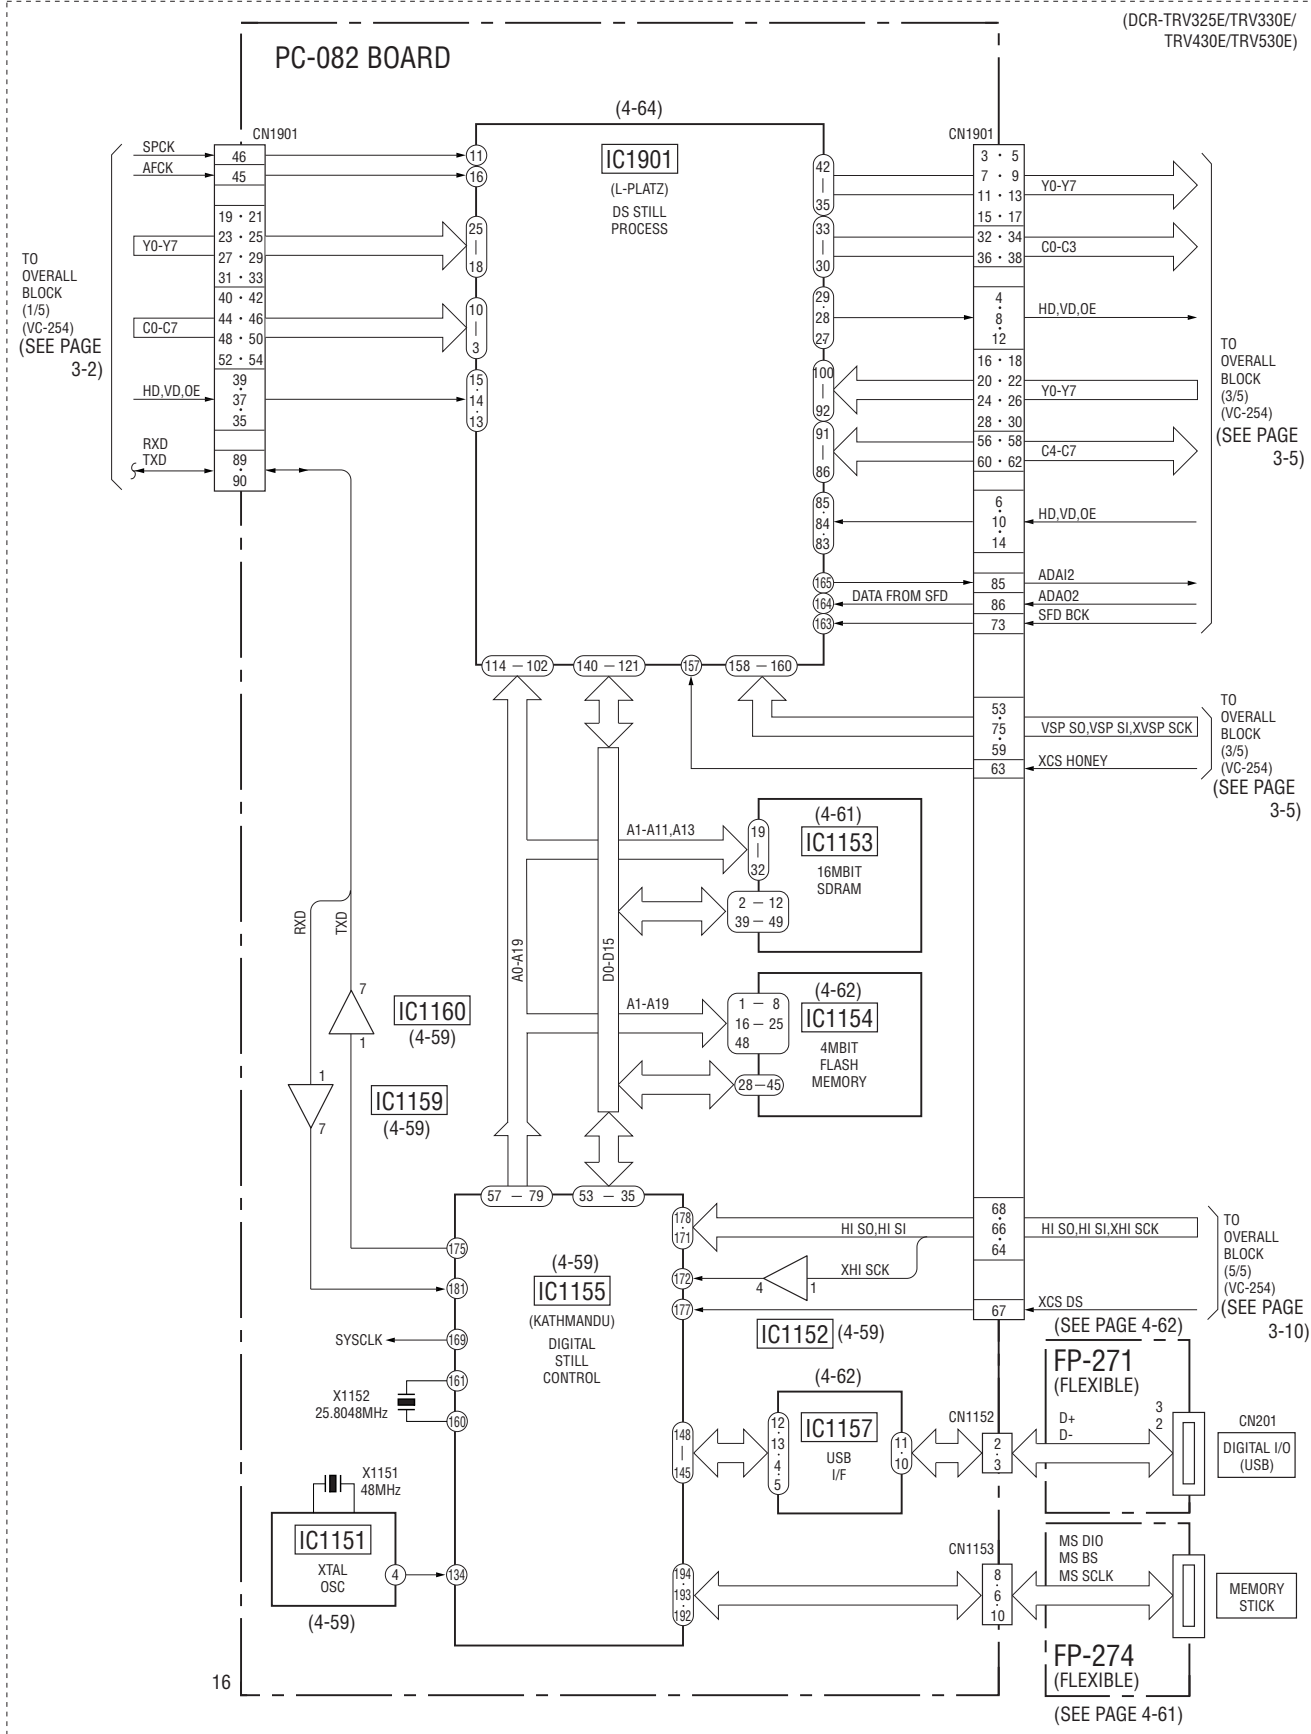 (DCR-TRV325E/TRV330E/
TRV430E/TRV530E)
PC-082 BOARD
(4-64)
CN1901
CN1901
SPCK
46
11
AFCK
45
16
IC1901
(L-PLATZ)
DS STILL
PROCESS
42
35
3 · 5
7 · 9
11 · 13
15 · 17
Y0-Y7
19 · 21
23 · 25
27 · 29
31 · 33
Y0-Y7
25
18
33
30
32 · 34
36 · 38
C0-C3
TO
OVERALL
BLOCK
(1/5)
(VC-254)
(SEE PAGE
3-2)
40 · 42
44 · 46
48 · 50
52 · 54
C0-C7
10
3
29
28
27
4
8
12
HD,VD,OE
TO
OVERALL
BLOCK
(3/5)
(VC-254)
(SEE PAGE
3-5)
HD,VD,OE
39
37
35
15
14
13
100
92
16 · 18
20 · 22
24 · 26
28 · 30
Y0-Y7
RXD
TXD
89
90
91
86
56 · 58
60 · 62
C4-C7
85
84
83
6
10
14
HD,VD,OE
165
85
ADAI2
164
DATA FROM SFD
86
ADAO2
163
73
SFD BCK
114 – 102
140 – 121
157
158 – 160
53
75
59
VSP SO,VSP SI,XVSP SCK
63
XCS HONEY
TO
OVERALL
BLOCK
(3/5)
(VC-254)
(SEE PAGE
3-5)
(4-61)
IC1153
16MBIT
SDRAM
A1-A11,A13
19
32
2 – 12
39 – 49
RXD
TXD
A0-A19
D0-D15
(4-62)
IC1154
4MBIT
FLASH
MEMORY
A1-A19
1 – 8
16 – 25
48
28 – 45
7
1
IC1160
(4-59)
1
7
IC1159
(4-59)
57 – 79
53 – 35
175
181
SYSCLK
169
161
160
X1152
25.8048MHz
(4-59)
IC1155
(KATHMANDU)
DIGITAL
STILL
CONTROL
178
171
HI SO,HI SI
68
66
64
HI SO,HI SI,XHI SCK
172
4
1
XHI SCK
177
67
XCS DS
TO
OVERALL
BLOCK
(5/5)
(VC-254)
(SEE PAGE
3-10)
IC1152 (4-59)
(SEE PAGE 4-62)
FP-271
(FLEXIBLE)
(4-62)
IC1157
USB
I/F
148
145
12
13
4
5
11
10
CN1152
2
3
D+
D-
3
2
CN201
DIGITAL I/O
(USB)
X1151
48MHz
IC1151
XTAL
OSC
4
(4-59)
134
194
193
192
CN1153
8
6
10
MS DIO
MS BS
MS SCLK
MEMORY
STICK
FP-274
(FLEXIBLE)
(SEE PAGE 4-61)
16